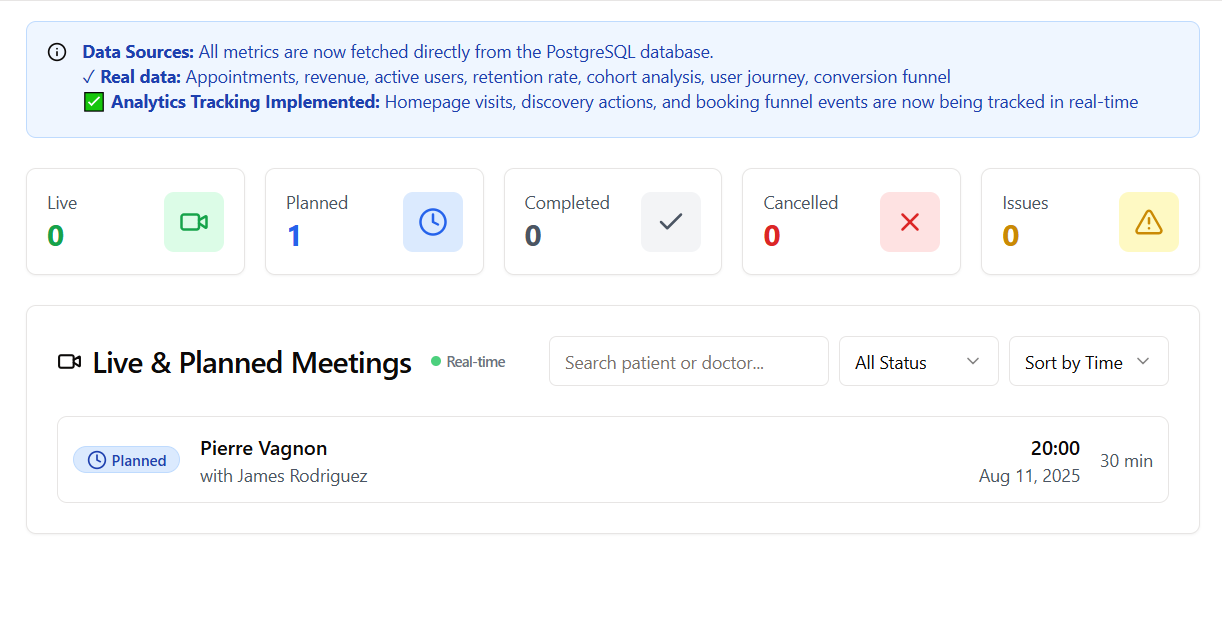 Data Sources: All metrics are now fetched directly from the PostgreSQL database.
✓ Real data: Appointments, revenue, active users, retention rate, cohort analysis, user journey, conversion funnel
✅ Analytics Tracking Implemented: Homepage visits, discovery actions, and booking funnel events are now being tracked in real-time
Live
0
Planned
1
Completed
0
Cancelled
0
Issues
0
Live & Planned Meetings
Real-time
Search patient or doctor...
All Status
Sort by Time
Planned
Pierre Vagnon
with James Rodriguez
20:00
Aug 11, 2025
30 min